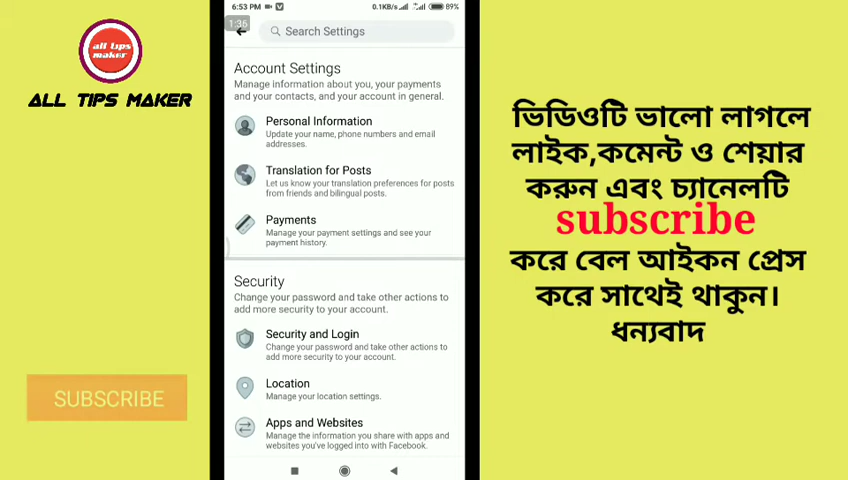 6:53 PM
0.1KB/s
89%
1:36
Search Settings
all tips
maker
ALL TIPS MAKER
Account Settings
Manage information about you, your payments
and your contacts, and your account in general.
Personal Information
Update your name, phone numbers and email
addresses.
Translation for Posts
Let us know your translation preferences for posts
from friends and bilingual posts.
Payments
Manage your payment settings and see your
payment history.
Security
Change your password and take other actions to
add more security to your account.
Security and Login
Change your password and take other actions to
add more security to your account.
Location
Manage your location settings.
Apps and Websites
Manage the information you share with apps and
websites you've logged into with Facebook.
SUBSCRIBE
ভিডিওটি ভালো লাগলে
লাইক,কমেন্ট ও শেয়ার
করুন এবং চ্যানেলটি
subscribe
করে বেল আইকন প্রেস
করে সাথেই থাকুন।
ধন্যবাদ